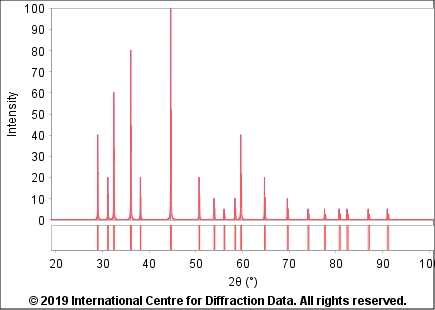 100
90
80
70
60
50
40
30
20
10
0
Intensity
20 30 40 50 60 70 80 90 100
2θ (°)
© 2019 International Centre for Diffraction Data. All rights reserved.